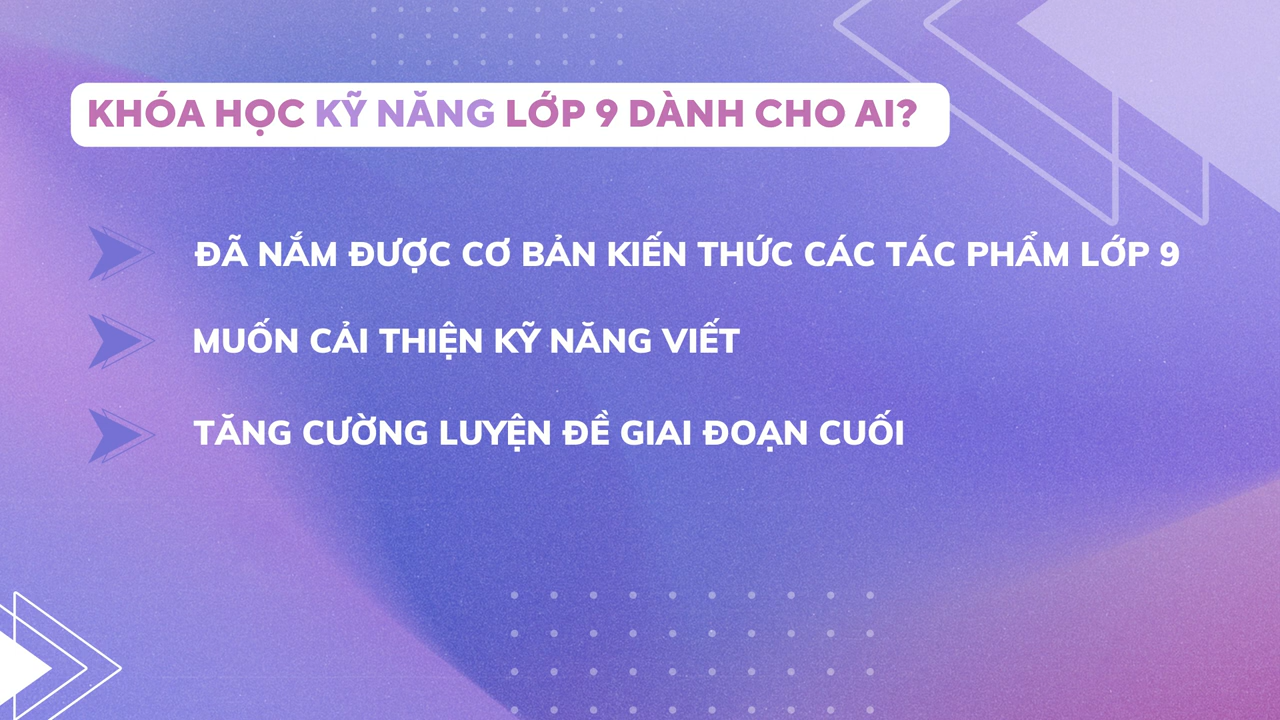 KHÓA HỌC KỸ NĂNG LỚP 9 DÀNH CHO AI?
ĐÃ NẮM ĐƯỢC CƠ BẢN KIẾN THỨC CÁC TÁC PHẨM LỚP 9
MUỐN CẢI THIỆN KỸ NĂNG VIẾT
TĂNG CƯỜNG LUYỆN ĐỀ GIAI ĐOẠN CUỐI